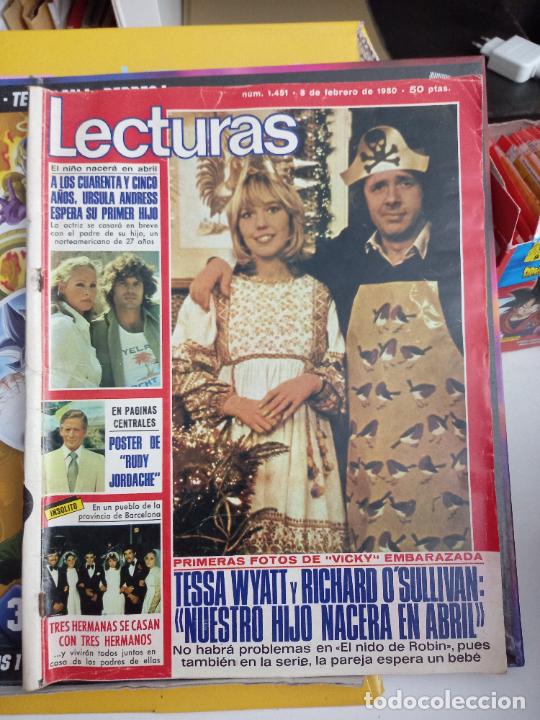 núm. 1.451 - 8 de febrero de 1980 - 50 ptas.
Lecturas
El niño nacerá en abril
A LOS CUARENTA Y CINCO
AÑOS, URSULA ANDRESS
ESPERA SU PRIMER HIJO
La actriz se casará en breve
con el padre de su hijo, un
norteamericano de 27 años
EN PAGINAS
CENTRALES
POSTER DE
"RUDY
JORDACHE"
INSOLITO
En un pueblo de la
provincia de Barcelona
TRES HERMANAS SE CASAN
CON TRES HERMANOS
...y vivirán todos juntos en
casa de los padres de ellas
PRIMERAS FOTOS DE "VICKY" EMBARAZADA
TESSA WYATT Y RICHARD O'SULLIVAN:
«NUESTRO HIJO NACERA EN ABRIL»
No habrá problemas en «El nido de Robin», pues
también en la serie, la pareja espera un bebé
todocoleccion.net